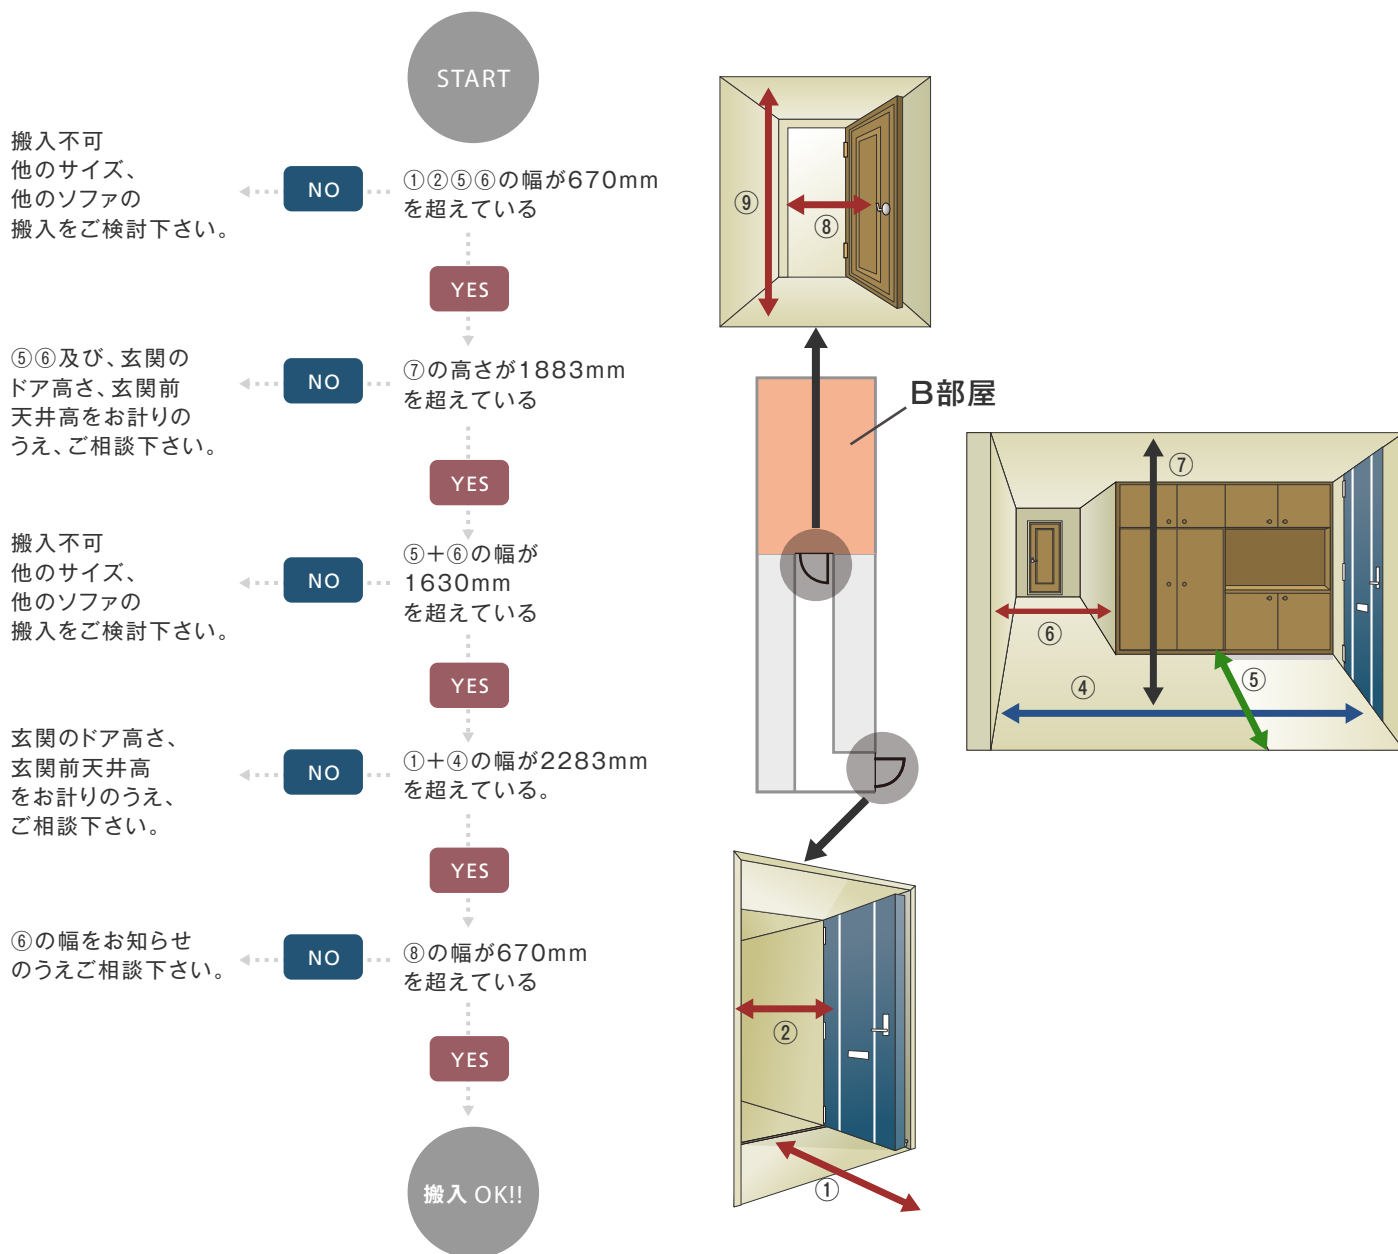 START
①②⑤⑥の幅が670mm
を超えている
NO
搬入不可
他のサイズ、
他のソファの
搬入をご検討下さい。
YES
⑦の高さが1883mm
を超えている
NO
⑤⑥及び、玄関の
ドア高さ、玄関前
天井高をお計りの
うえ、ご相談下さい。
YES
⑤＋⑥の幅が
1630mm
を超えている
NO
搬入不可
他のサイズ、
他のソファの
搬入をご検討下さい。
YES
①＋④の幅が2283mm
を超えている。
NO
玄関のドア高さ、
玄関前天井高
をお計りのうえ、
ご相談下さい。
YES
⑧の幅が670mm
を超えている
NO
⑥の幅をお知らせ
のうえご相談下さい。
YES
搬入 OK!!
⑨
⑧
B部屋
⑦
⑥
④
⑤
②
①